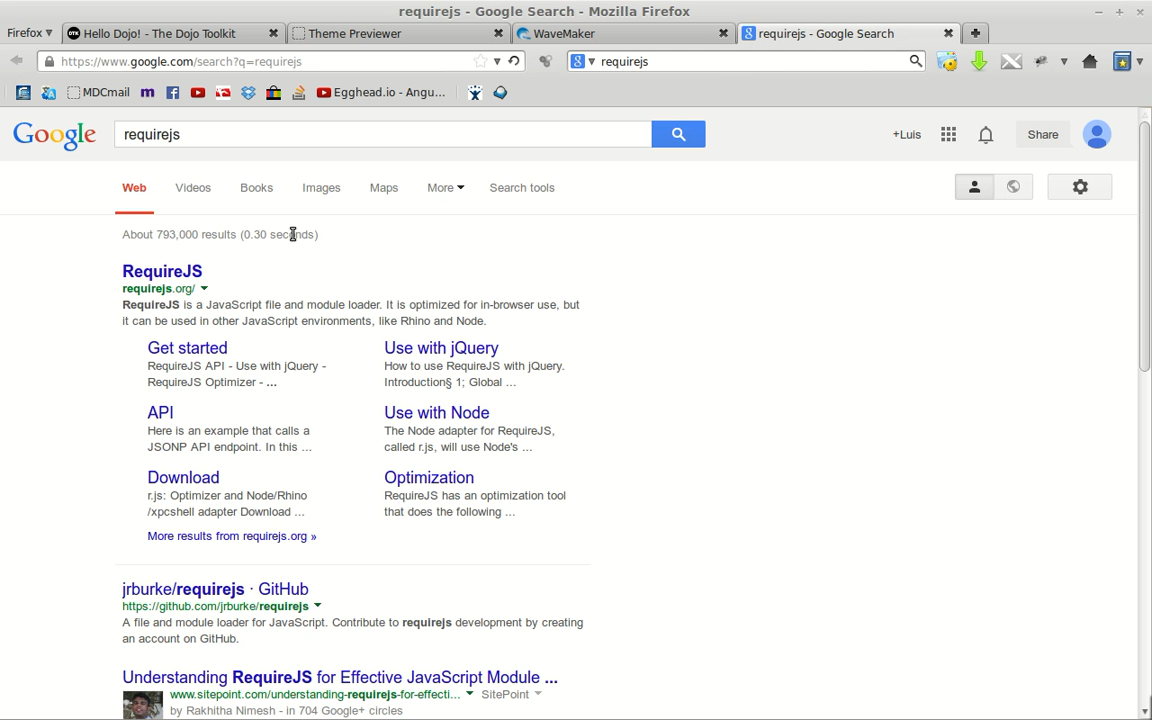 requirejs - Google Search - Mozilla Firefox
Firefox Hello Dojo! - The Dojo Toolkit Theme Previewer WaveMaker requirejs - Google Search
https://www.google.com/search?q=requirejs requirejs
MDCmail Egghead.io - Angu...
Google requirejs +Luis Share
Web Videos Books Images Maps More Search tools
About 793,000 results (0.30 seconds)
RequireJS
requirejs.org/
RequireJS is a JavaScript file and module loader. It is optimized for in-browser use, but
it can be used in other JavaScript environments, like Rhino and Node.
Get started
RequireJS API - Use with jQuery -
RequireJS Optimizer - ...
Use with jQuery
How to use RequireJS with jQuery.
Introduction§ 1; Global ...
API
Here is an example that calls a
JSONP API endpoint. In this ...
Use with Node
The Node adapter for RequireJS,
called r.js, will use Node's ...
Download
r.js: Optimizer and Node/Rhino
/xpcshell adapter Download ...
Optimization
RequireJS has an optimization tool
that does the following ...
More results from requirejs.org »
jrburke/requirejs · GitHub
https://github.com/jrburke/requirejs
A file and module loader for JavaScript. Contribute to requirejs development by creating
an account on GitHub.
Understanding RequireJS for Effective JavaScript Module ...
www.sitepoint.com/understanding-requirejs-for-effecti... SitePoint
by Rakhitha Nimesh - in 704 Google+ circles